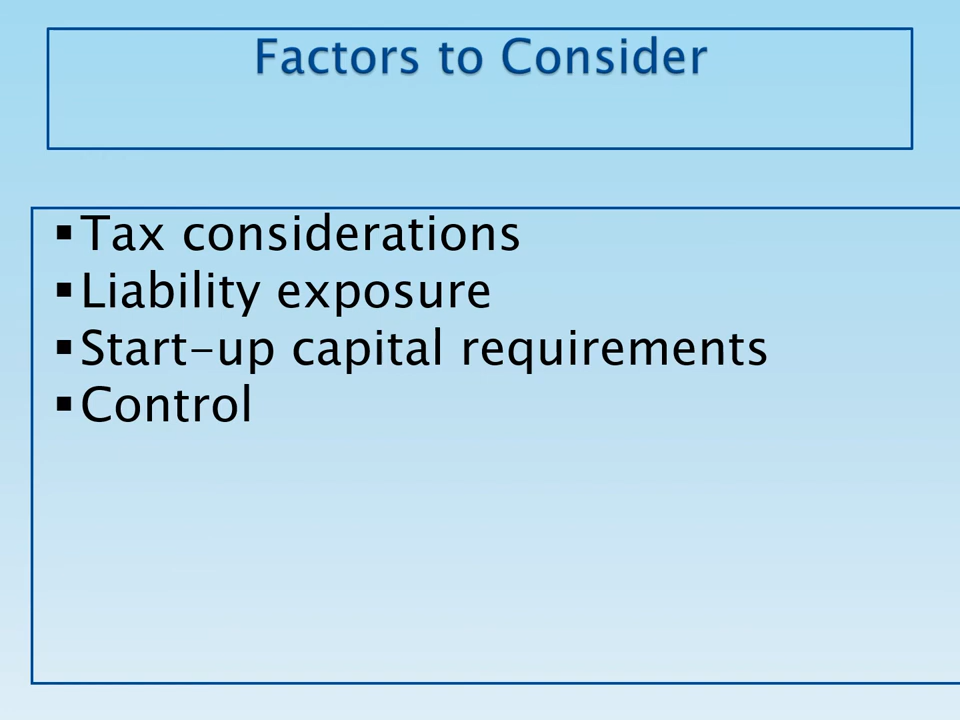 Factors to Consider
▪Tax considerations
▪Liability exposure
▪Start-up capital requirements
▪Control